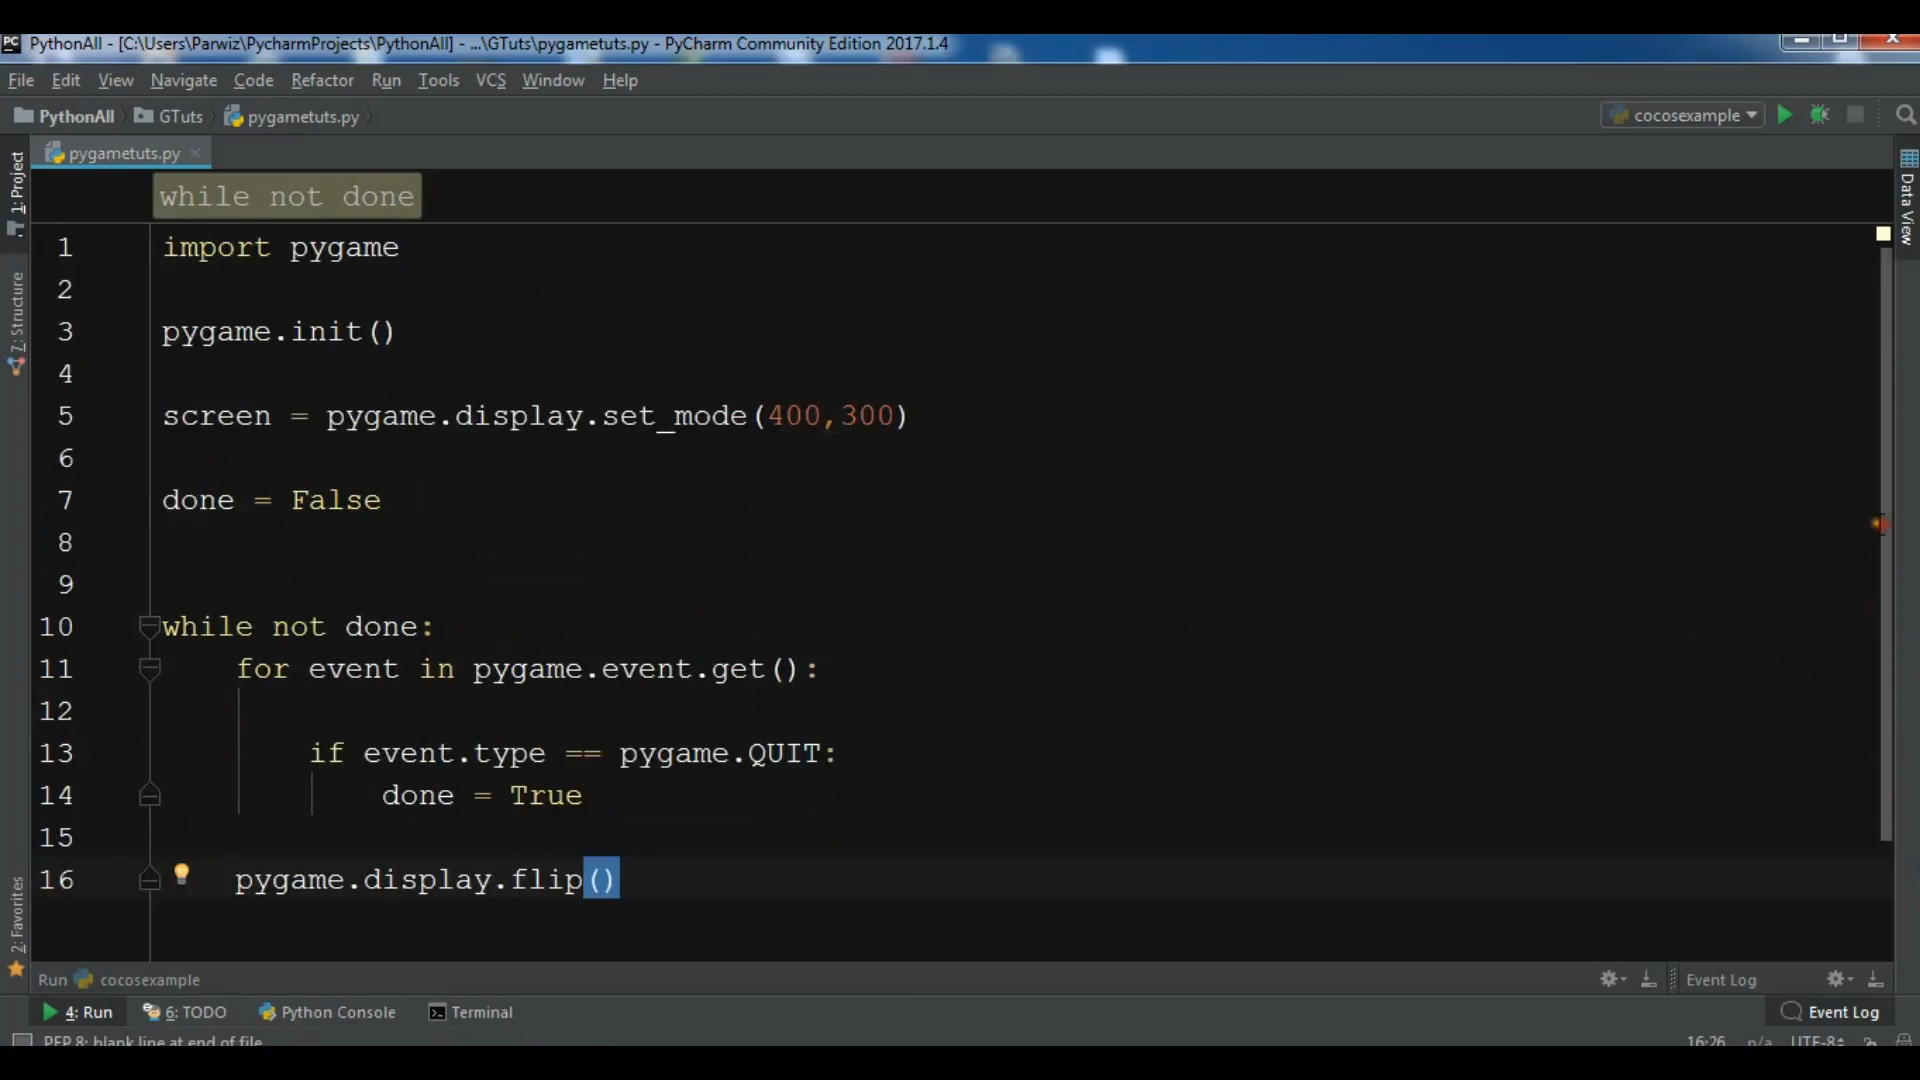 PC PythonAll - [C:\Users\Parwiz\PycharmProjects\PythonAll] - ...\GTuts\pygametuts.py - PyCharm Community Edition 2017.1.4
File Edit View Navigate Code Refactor Run Tools VCS Window Help
PythonAll GTuts pygametuts.py cocosexample
1: Project
pygametuts.py
Data View
while not done
1 import pygame
2
3 pygame.init()
4
7: Structure
5 screen = pygame.display.set_mode(400,300)
6
7 done = False
8
9
10 while not done:
11 for event in pygame.event.get():
12
13 if event.type == pygame.QUIT:
14 done = True
15
16 pygame.display.flip()
2: Favorites
Run cocosexample Event Log
4: Run 6: TODO Python Console Terminal Event Log
PEP 8: blank line at end of file 16:26 n/a UTF-8